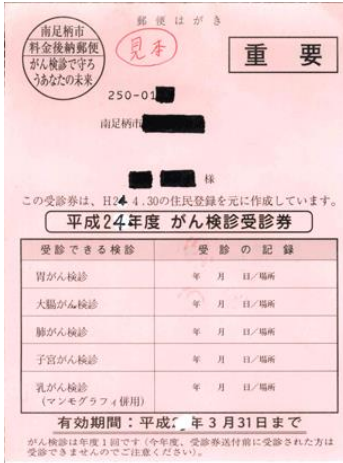 郵便はがき
南足柄市
料金後納郵便
がん検診で守ろ
うあなたの未来
見本
重要
250-01
南足柄市
様
この受診券は、H24 4.30の住民登録を元に作成しています。
平成24年度 がん検診受診券
受診できる検診 受診の記録
胃がん検診 年 月 日/場所
大腸がん検診 年 月 日/場所
肺がん検診 年 月 日/場所
子宮がん検診 年 月 日/場所
乳がん検診
(マンモグラフィ併用) 年 月 日/場所
有効期間:平成 年3月31日まで
がん検診は年度1回です(今年度、受診券送付前に受診された方は
受診できませんのでご注意ください)。